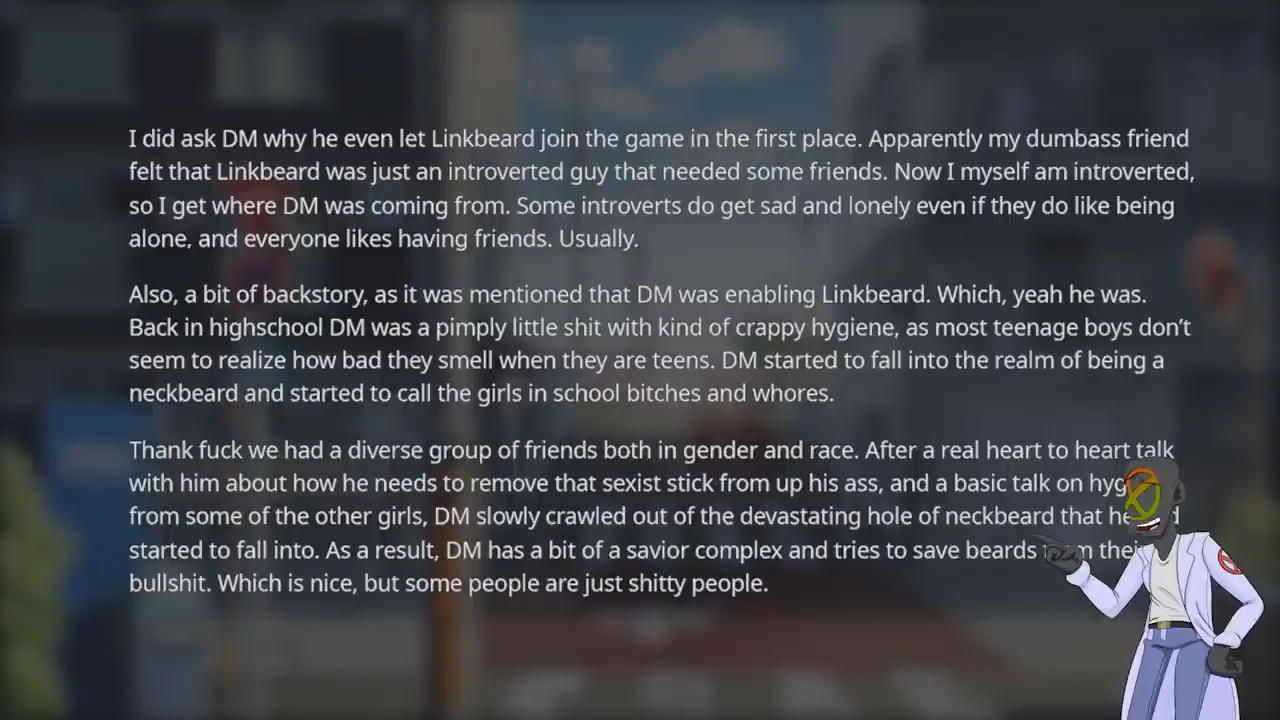 I did ask DM why he even let Linkbeard join the game in the first place. Apparently my dumbass friend
felt that Linkbeard was just an introverted guy that needed some friends. Now I myself am introverted,
so I get where DM was coming from. Some introverts do get sad and lonely even if they do like being
alone, and everyone likes having friends. Usually.
Also, a bit of backstory, as it was mentioned that DM was enabling Linkbeard. Which, yeah he was.
Back in highschool DM was a pimply little shit with kind of crappy hygiene, as most teenage boys don't
seem to realize how bad they smell when they are teens. DM started to fall into the realm of being a
neckbeard and started to call the girls in school bitches and whores.
Thank fuck we had a diverse group of friends both in gender and race. After a real heart to heart talk
with him about how he needs to remove that sexist stick from up his ass, and a basic talk on
from some of the other girls, DM slowly crawled out of the devastating hole of neckbeard that
started to fall into. As a result, DM has a bit of a savior complex and tries to save beards
bullshit. Which is nice, but some people are just shitty people.